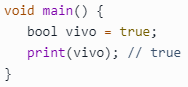 void main() {
   bool vivo = true;
   print(vivo); // true
}